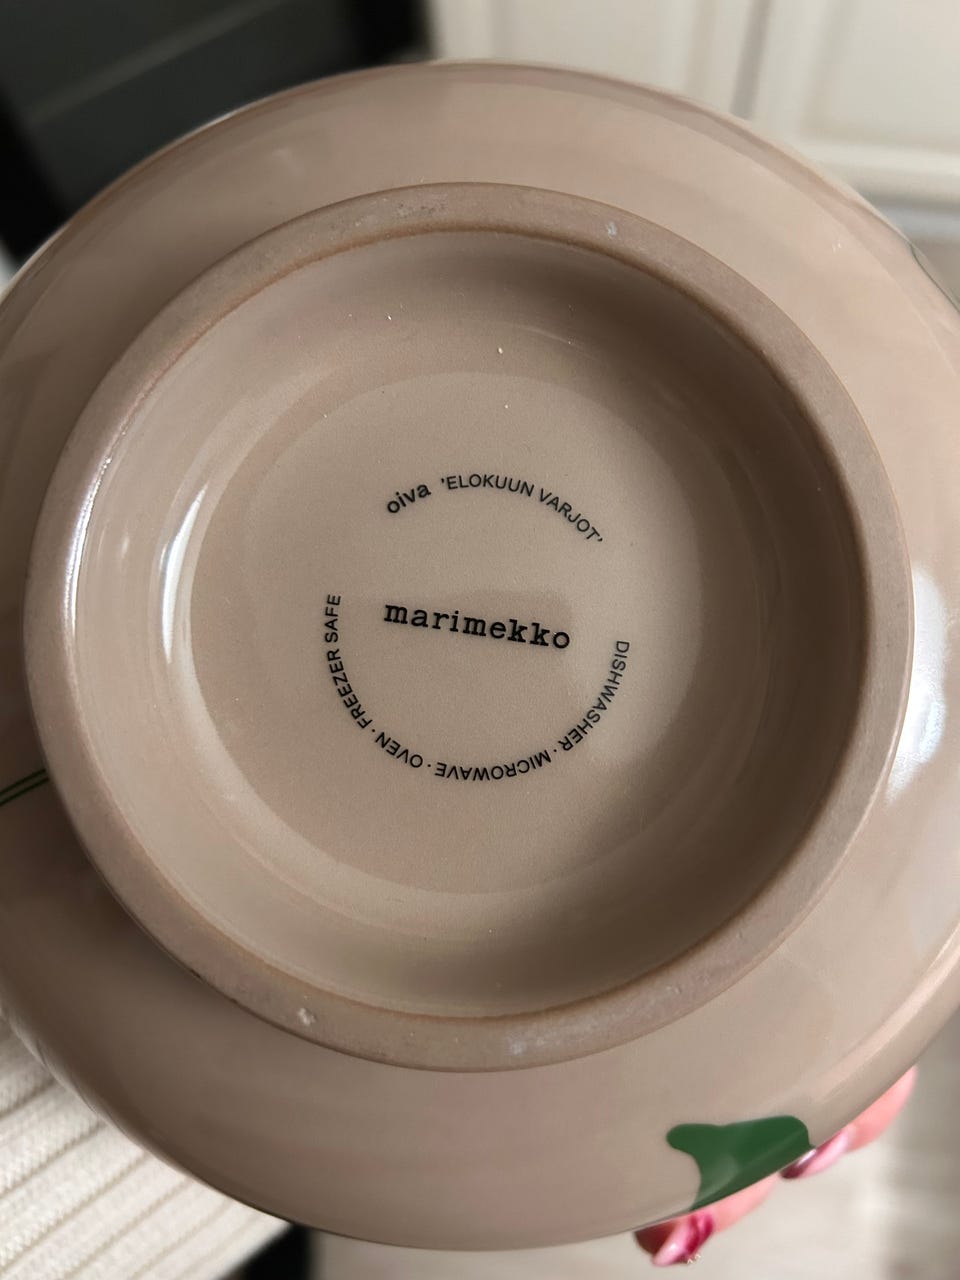 oiva 'ELOKUUN VARJOT'
marimekko
DISHWASHER · MICROWAVE · OVEN · FREEZER SAFE